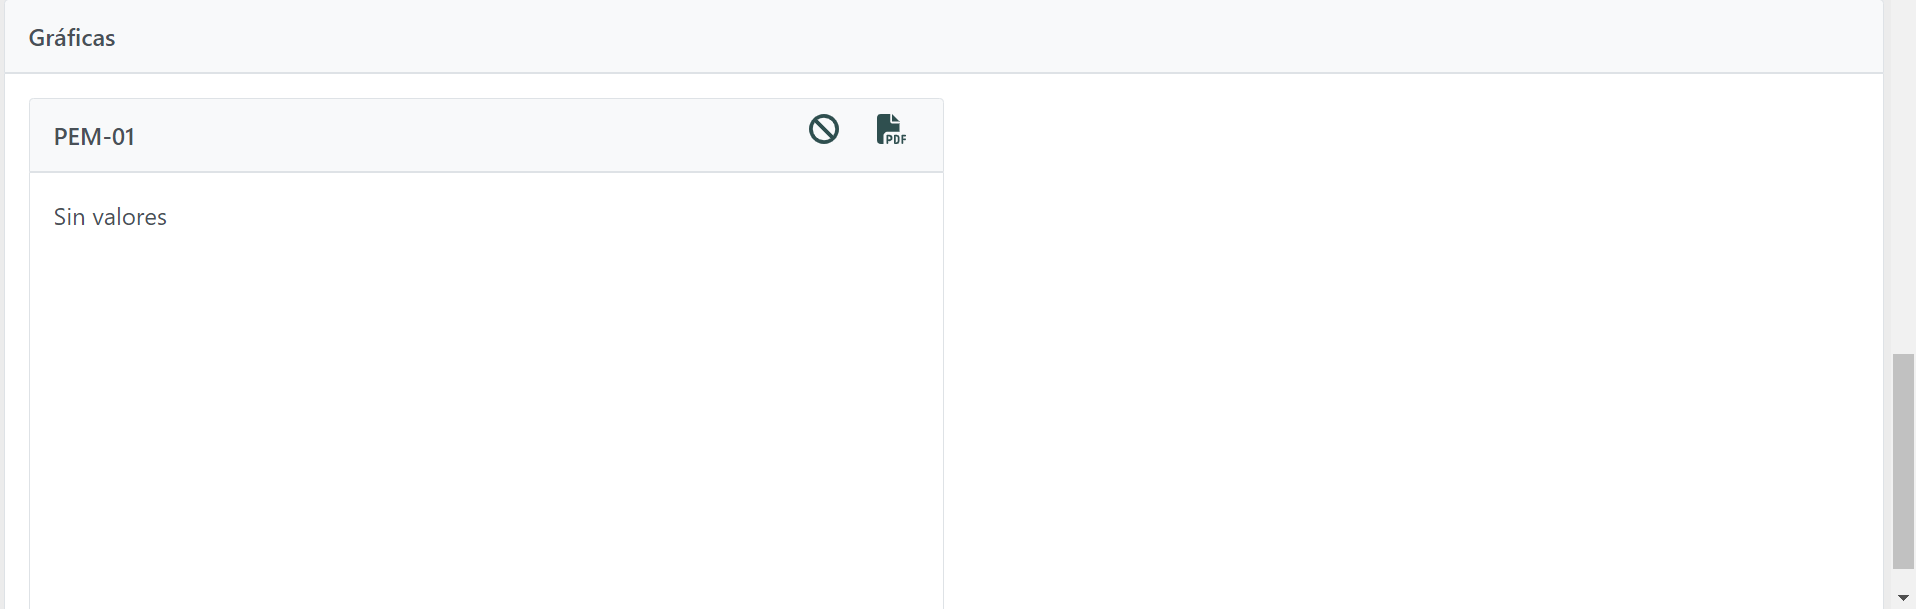 Gráficas
PEM-01
PDF
Sin valores